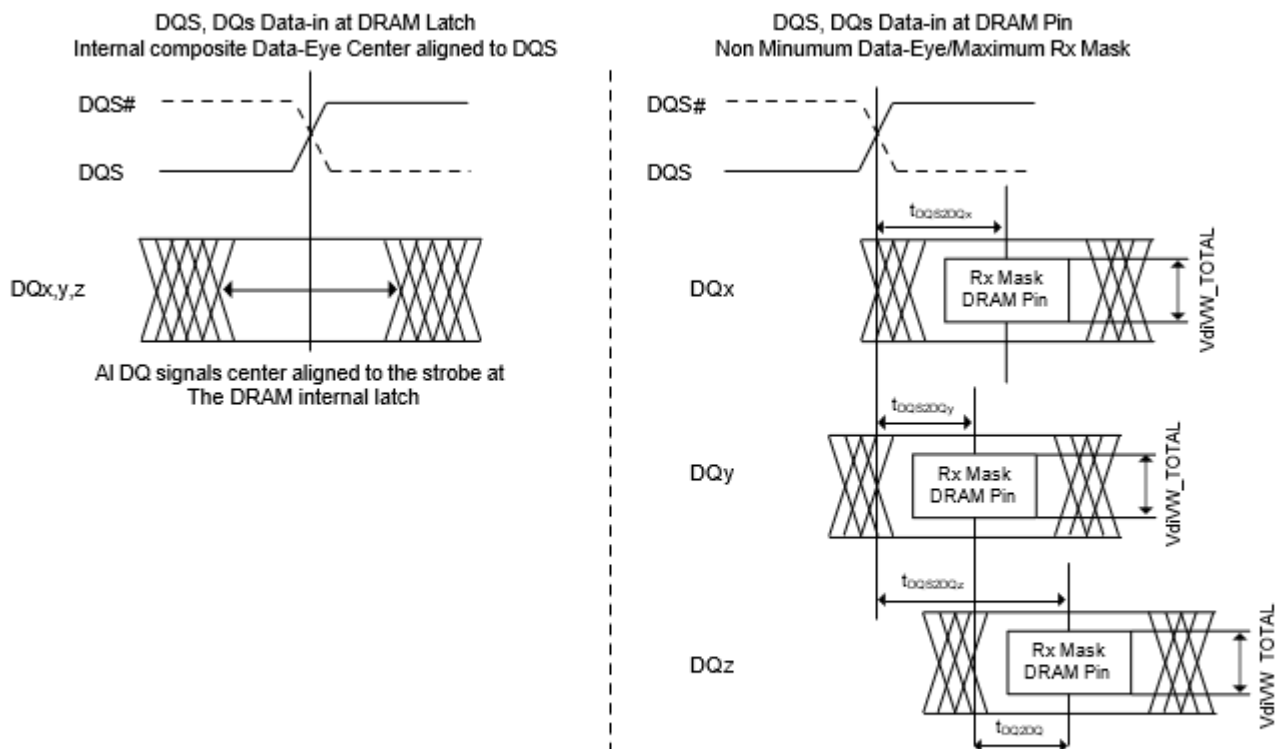 DQS, DQs Data-in at DRAM Latch
Internal composite Data-Eye Center aligned to DQS
DQS#
DQS
DQx,y,z
Al DQ signals center aligned to the strobe at
The DRAM internal latch
DQS, DQs Data-in at DRAM Pin
Non Minumum Data-Eye/Maximum Rx Mask
DQS#
DQS
tDQS2DQx
DQx
Rx Mask
DRAM Pin
VdiVW_TOTAL
tDQS2DQy
DQy
Rx Mask
DRAM Pin
VdiVW_TOTAL
tDQS2DQz
DQz
Rx Mask
DRAM Pin
VdiVW_TOTAL
tDQ2DQ